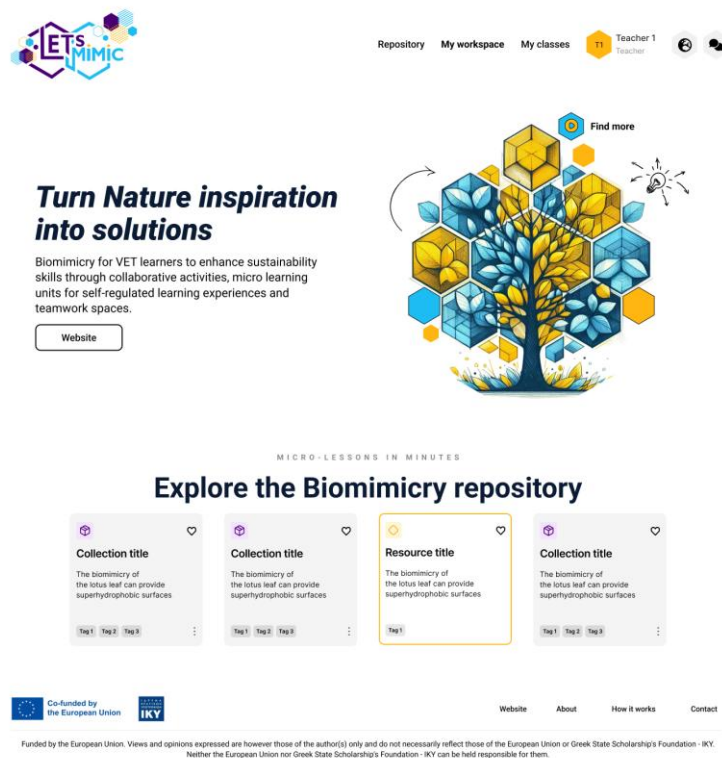 LET'S
MiMiC
Repository My workspace My classes T1 Teacher 1
Teacher
Find more
Turn Nature inspiration
into solutions
Biomimicry for VET learners to enhance sustainability
skills through collaborative activities, micro learning
units for self-regulated learning experiences and
teamwork spaces.
Website
MICRO-LESSONS IN MINUTES
Explore the Biomimicry repository
Collection title
The biomimicry of
the lotus leaf can provide
superhydrophobic surfaces
Tag 1 Tag 2 Tag 3
Collection title
The biomimicry of
the lotus leaf can provide
superhydrophobic surfaces
Tag 1 Tag 2 Tag 3
Resource title
The biomimicry of
the lotus leaf can provide
superhydrophobic surfaces
Tag 1
Collection title
The biomimicry of
the lotus leaf can provide
superhydrophobic surfaces
Tag 1 Tag 2 Tag 3
Co-funded by
the European Union
IKY
Website About How it works Contact
Funded by the European Union. Views and opinions expressed are however those of the author(s) only and do not necessarily reflect those of the European Union or Greek State Scholarship's Foundation - IKY.
Neither the European Union nor Greek State Scholarship's Foundation - IKY can be held responsible for them.